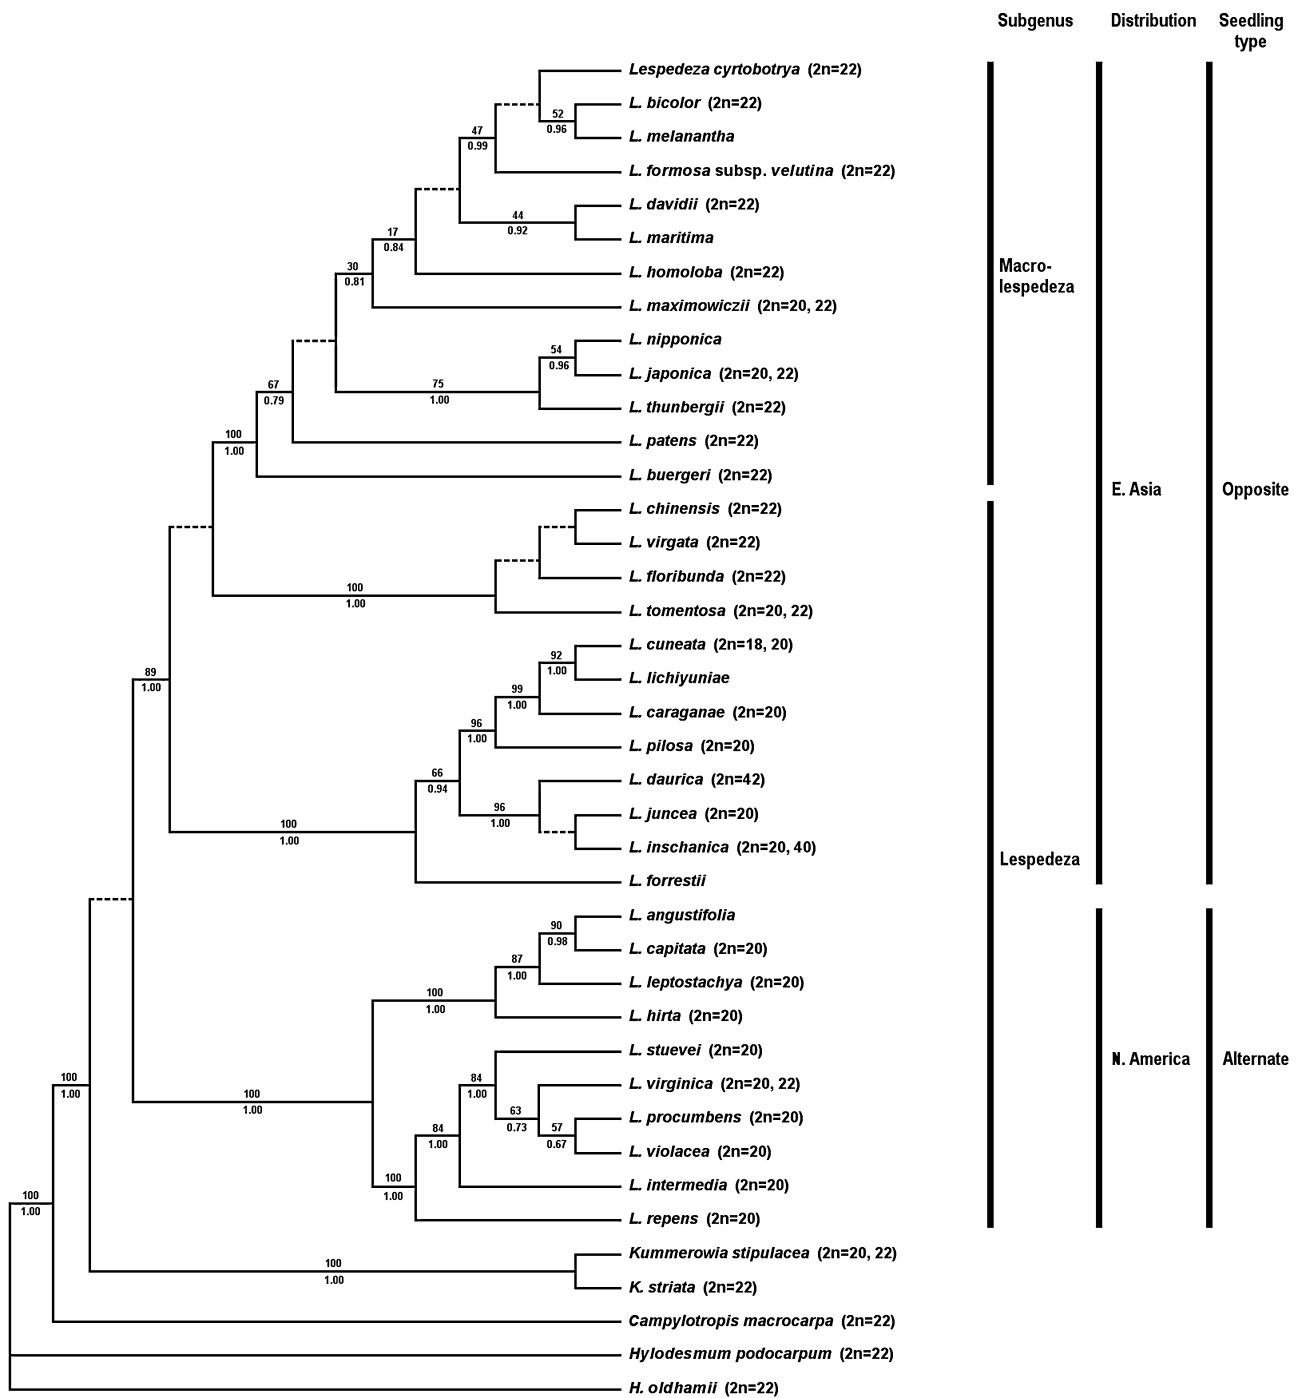 Subgenus Distribution Seedling
type
Lespedeza cyrtobotrya (2n=22)
52
0.96
L. bicolor (2n=22)
L. melanantha
47
0.99
L. formosa subsp. velutina (2n=22)
L. davidii (2n=22)
44
0.92
L. maritima
17
0.84
L. homoloba (2n=22)
30
0.81
L. maximowiczii (2n=20, 22)
Macro-
lespedeza
L. nipponica
54
0.96
L. japonica (2n=20, 22)
75
1.00
L. thunbergii (2n=22)
67
0.79
L. patens (2n=22)
100
1.00
L. buergeri (2n=22)
E. Asia
Opposite
L. chinensis (2n=22)
L. virgata (2n=22)
L. floribunda (2n=22)
100
1.00
L. tomentosa (2n=20, 22)
L. cuneata (2n=18, 20)
92
1.00
L. lichiyuniae
89
1.00
99
1.00
L. caraganae (2n=20)
96
1.00
L. pilosa (2n=20)
66
0.94
L. daurica (2n=42)
96
1.00
L. juncea (2n=20)
100
1.00
L. inschanica (2n=20, 40)
Lespedeza
L. forrestii
L. angustifolia
90
0.98
L. capitata (2n=20)
87
1.00
L. leptostachya (2n=20)
100
1.00
L. hirta (2n=20)
L. stuevei (2n=20)
84
1.00
L. virginica (2n=20, 22)
N. America
Alternate
63
0.73
L. procumbens (2n=20)
57
0.67
L. violacea (2n=20)
100
1.00
84
1.00
L. intermedia (2n=20)
100
1.00
L. repens (2n=20)
100
1.00
100
1.00
Kummerowia stipulacea (2n=20, 22)
100
1.00
K. striata (2n=22)
Campylotropis macrocarpa (2n=22)
Hylodesmum podocarpum (2n=22)
H. oldhamii (2n=22)